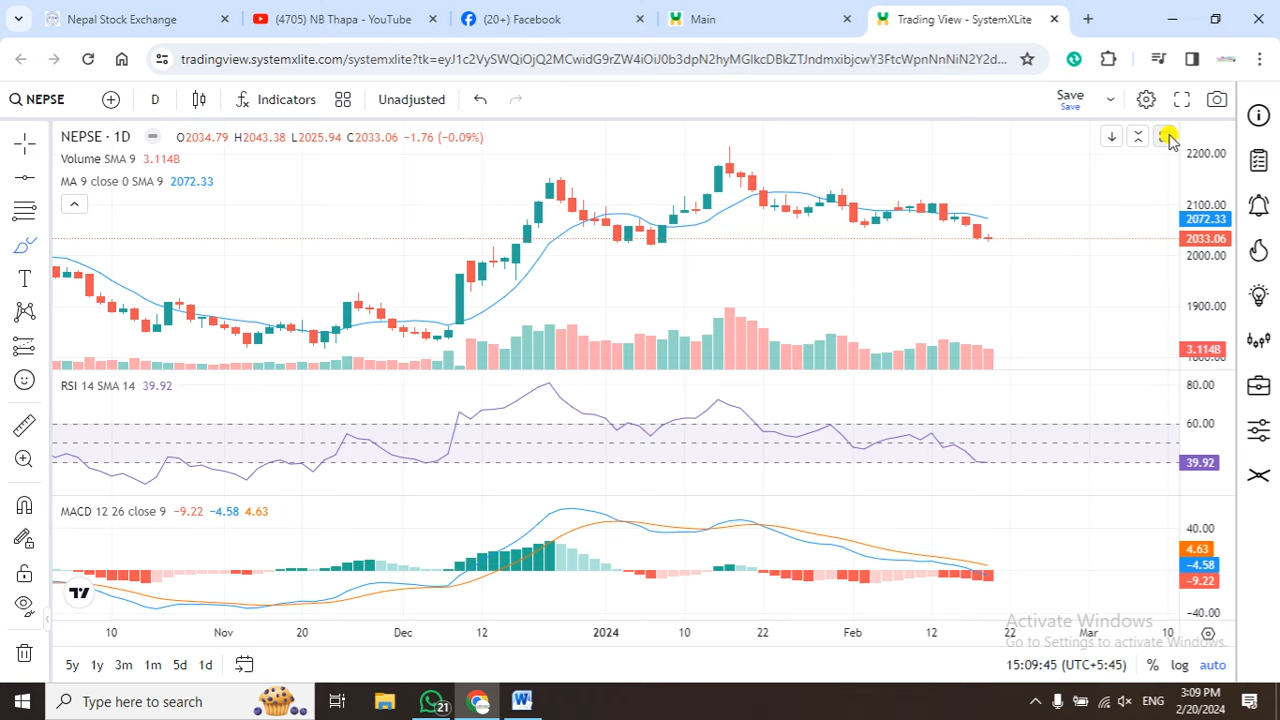 Nepal Stock Exchange
(4705) NB Thapa - YouTube
(20+) Facebook
Main
Trading View - SystemXLite
tradingview.systemxlite.com/systemxlite?tk=
NEPSE
D
Indicators
Unadjusted
Save
Save
NEPSE · 1D O2034.79 H2043.38 L2025.94 C2033.06 −1.76 (−0.09%)
Volume SMA 9 3.114B
MA 9 close 0 SMA 9 2072.33
2200.00
2100.00
2072.33
2033.06
2000.00
1900.00
3.114B
RSI 14 SMA 14 39.92
80.00
60.00
39.92
MACD 12 26 close 9 −9.22 −4.58 4.63
40.00
4.63
−4.58
−9.22
−40.00
10 Nov 20 Dec 12 2024 10 22 Feb 12 22 Mar 10
Activate Windows
Go to Settings to activate Windows.
5y 1y 3m 1m 5d 1d
15:09:45 (UTC+5:45) % log auto
Type here to search
21
ENG
3:09 PM
2/20/2024